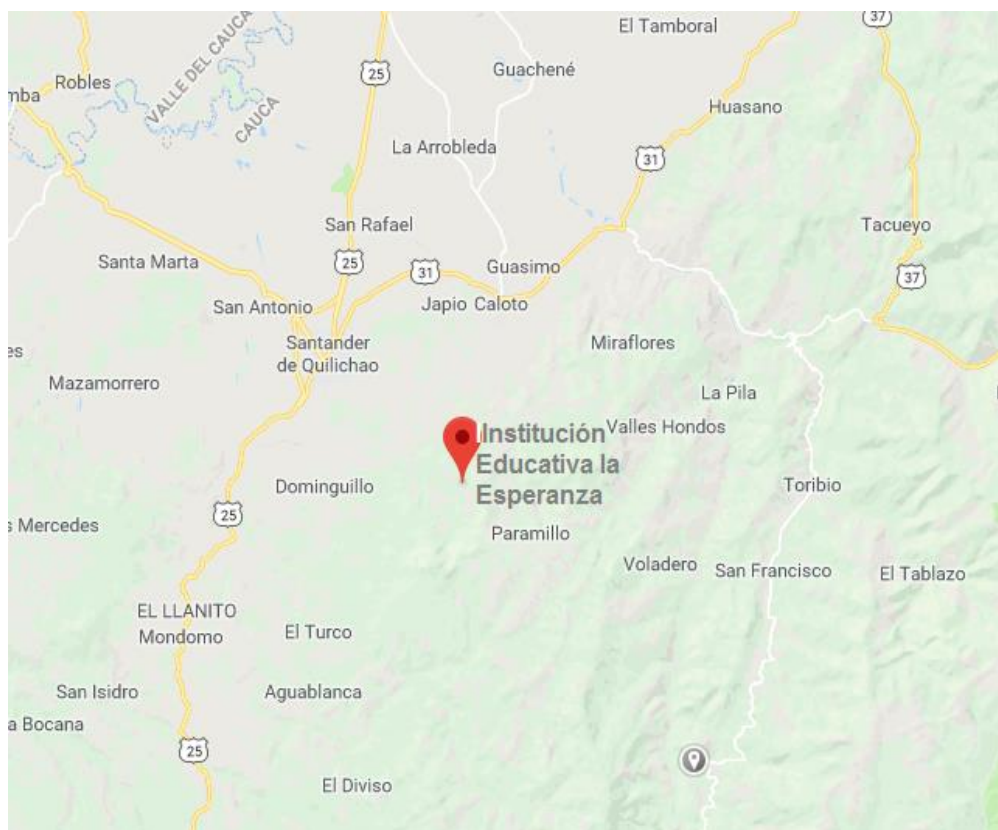 El Tamboral
37
Robles
25
Guachené
VALLE DEL CAUCA
CAUCA
Huasano
La Arrobleda
31
San Rafael
Tacueyo
Santa Marta
25
31
Guasimo
37
San Antonio
Japio
Caloto
Santander
de Quilichao
Miraflores
Mazamorrero
La Pila
Institución
Educativa la
Esperanza
Valles Hondos
Dominguillo
Toribio
25
Mercedes
Paramillo
Voladero
San Francisco
El Tablazo
EL LLANITO
Mondomo
El Turco
San Isidro
Aguablanca
a Bocana
25
El Diviso